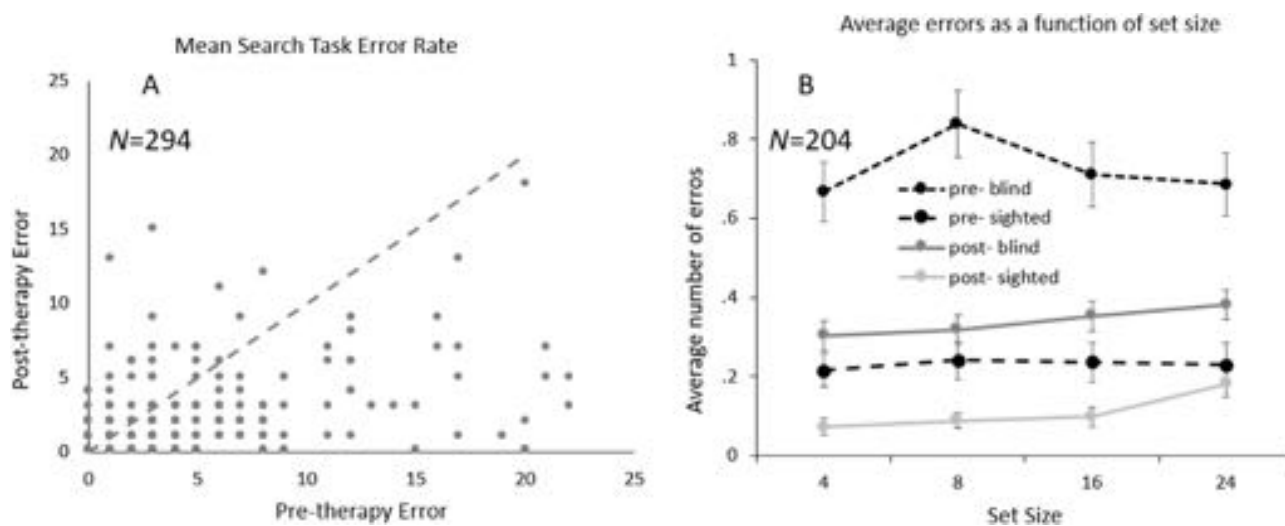 Mean Search Task Error Rate
A
N=294
25
20
15
10
5
0
Post-therapy Error
0
5
10
15
20
25
Pre-therapy Error
Average errors as a function of set size
B
N=204
1
.8
.6
.4
.2
0
Average number of erros
pre- blind
pre- sighted
post- blind
post- sighted
4
8
16
24
Set Size